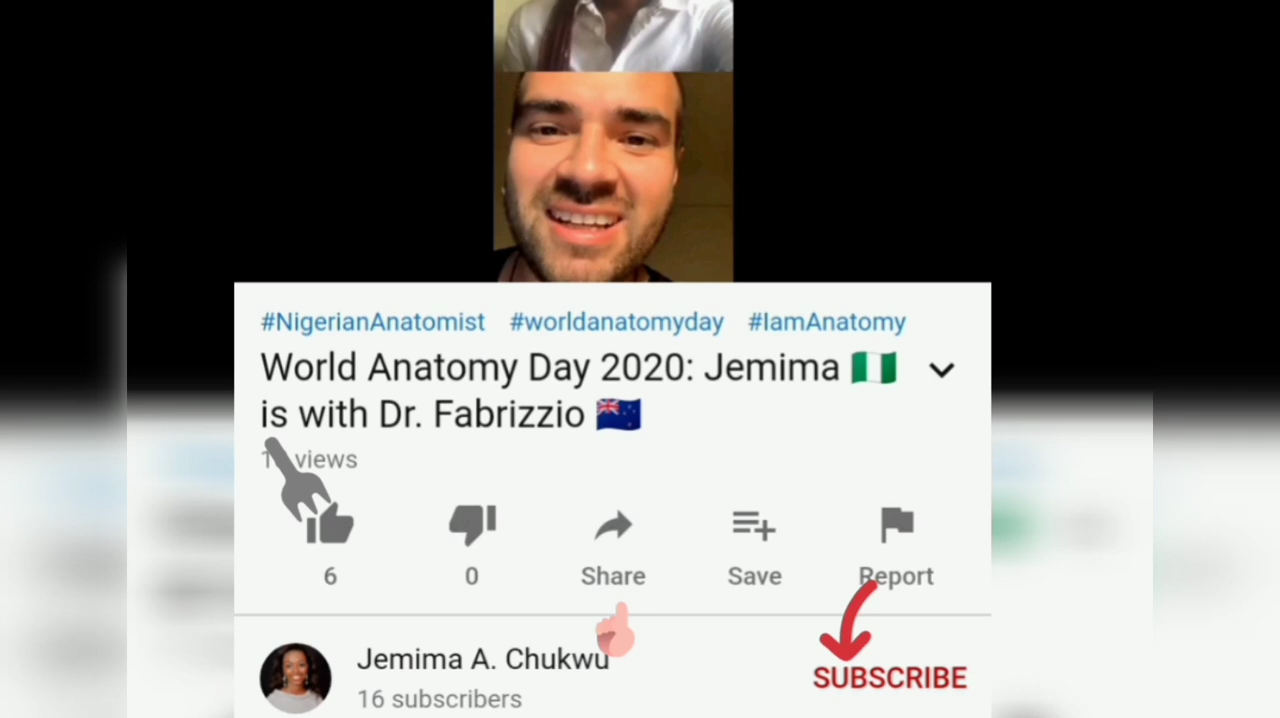 #NigerianAnatomist #worldanatomyday #IamAnatomy
World Anatomy Day 2020: Jemima 🇳🇬
is with Dr. Fabrizzio 🇳🇿
views
6 0 Share Save Report
Jemima A. Chukwu
16 subscribers
SUBSCRIBE